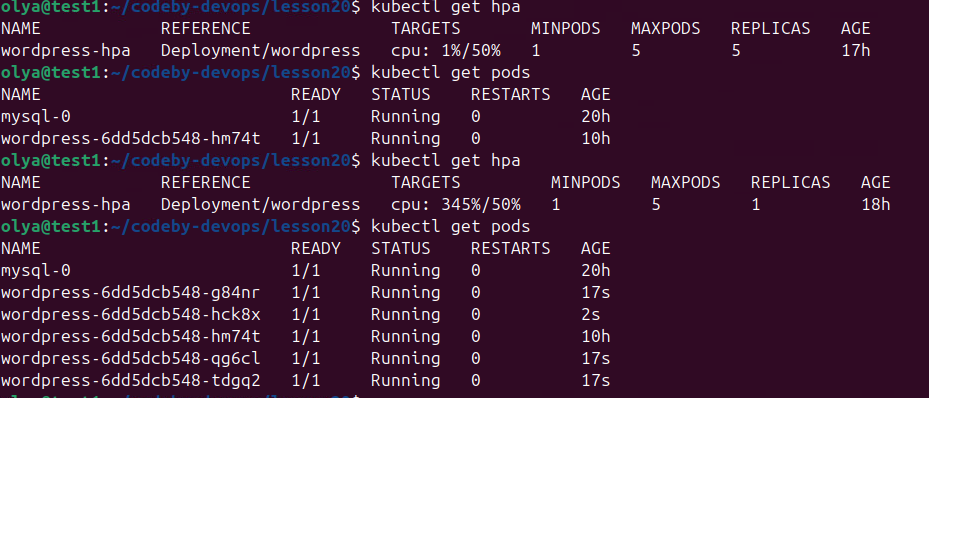 olya@test1:~/codeby-devops/lesson20$ kubectl get hpa
NAME REFERENCE TARGETS MINPODS MAXPODS REPLICAS AGE
wordpress-hpa Deployment/wordpress cpu: 1%/50% 1 5 5 17h
olya@test1:~/codeby-devops/lesson20$ kubectl get pods
NAME READY STATUS RESTARTS AGE
mysql-0 1/1 Running 0 20h
wordpress-6dd5dcb548-hm74t 1/1 Running 0 10h
olya@test1:~/codeby-devops/lesson20$ kubectl get hpa
NAME REFERENCE TARGETS MINPODS MAXPODS REPLICAS AGE
wordpress-hpa Deployment/wordpress cpu: 345%/50% 1 5 1 18h
olya@test1:~/codeby-devops/lesson20$ kubectl get pods
NAME READY STATUS RESTARTS AGE
mysql-0 1/1 Running 0 20h
wordpress-6dd5dcb548-g84nr 1/1 Running 0 17s
wordpress-6dd5dcb548-hck8x 1/1 Running 0 2s
wordpress-6dd5dcb548-hm74t 1/1 Running 0 10h
wordpress-6dd5dcb548-qg6cl 1/1 Running 0 17s
wordpress-6dd5dcb548-tdgq2 1/1 Running 0 17s